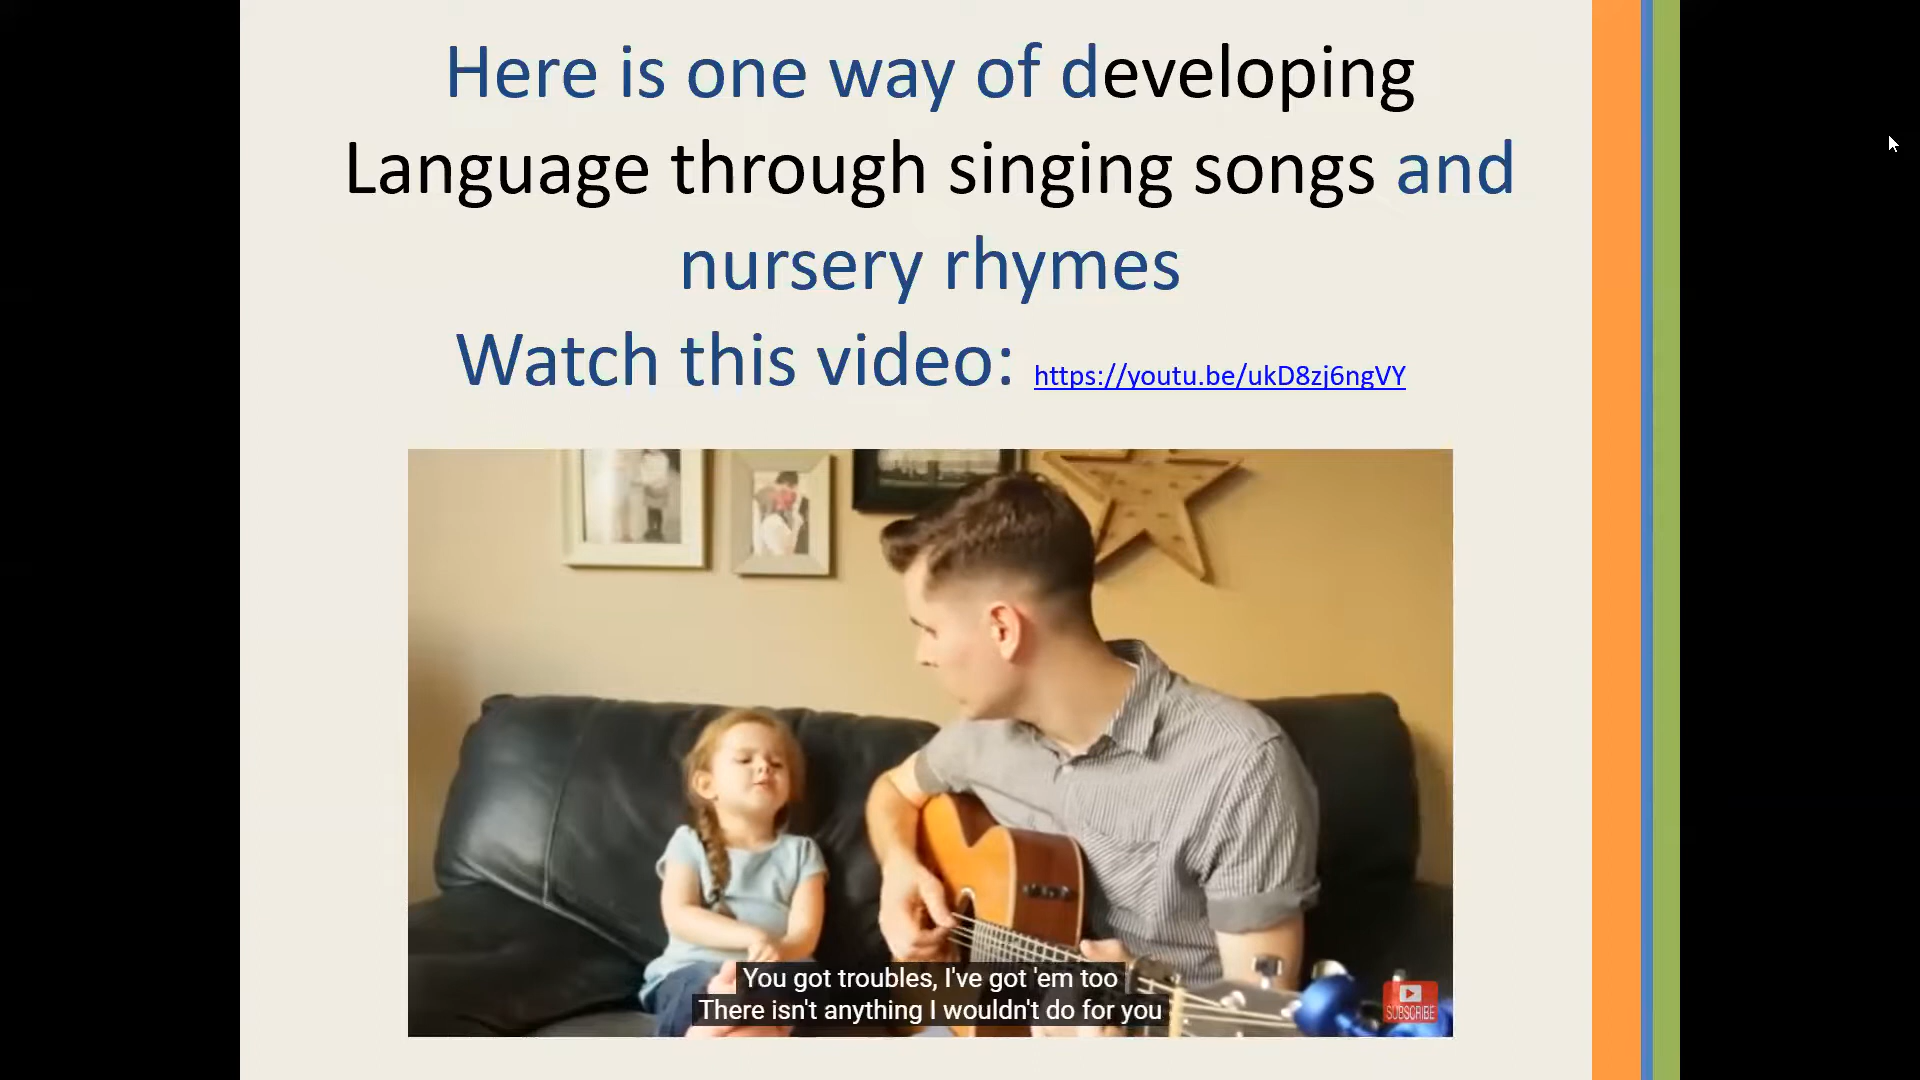 Here is one way of developing
Language through singing songs and
nursery rhymes
Watch this video: https://youtu.be/ukD8zj6ngVY
You got troubles, I've got 'em too
There isn't anything I wouldn't do for you
SUBSCRIBE